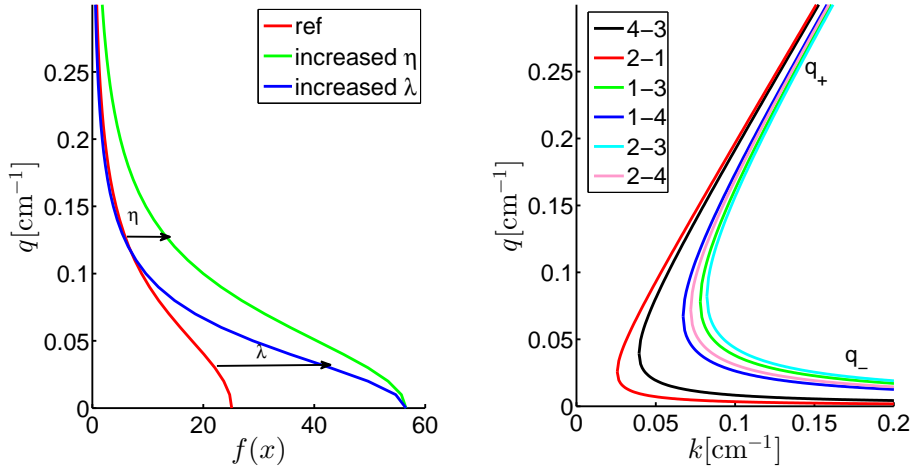 ref
increased η
increased λ
0.25
0.2
0.15
0.1
0.05
0
q[cm⁻¹]
η
λ
0
20
40
60
f(x)
4−3
2−1
1−3
1−4
2−3
2−4
q₊
q₋
0.25
0.2
0.15
0.1
0.05
0
q[cm⁻¹]
0.05
0.1
0.15
0.2
k[cm⁻¹]